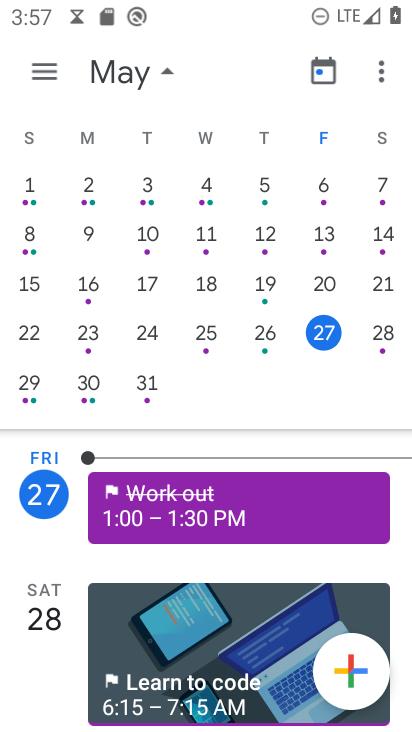 3:57 LTE
May
S M T W T F S
1 2 3 4 5 6 7
8 9 10 11 12 13 14
15 16 17 18 19 20 21
22 23 24 25 26 27 28
29 30 31
FRI
27
Work out
1:00 – 1:30 PM
SAT
28
Learn to code
6:15 – 7:15 AM